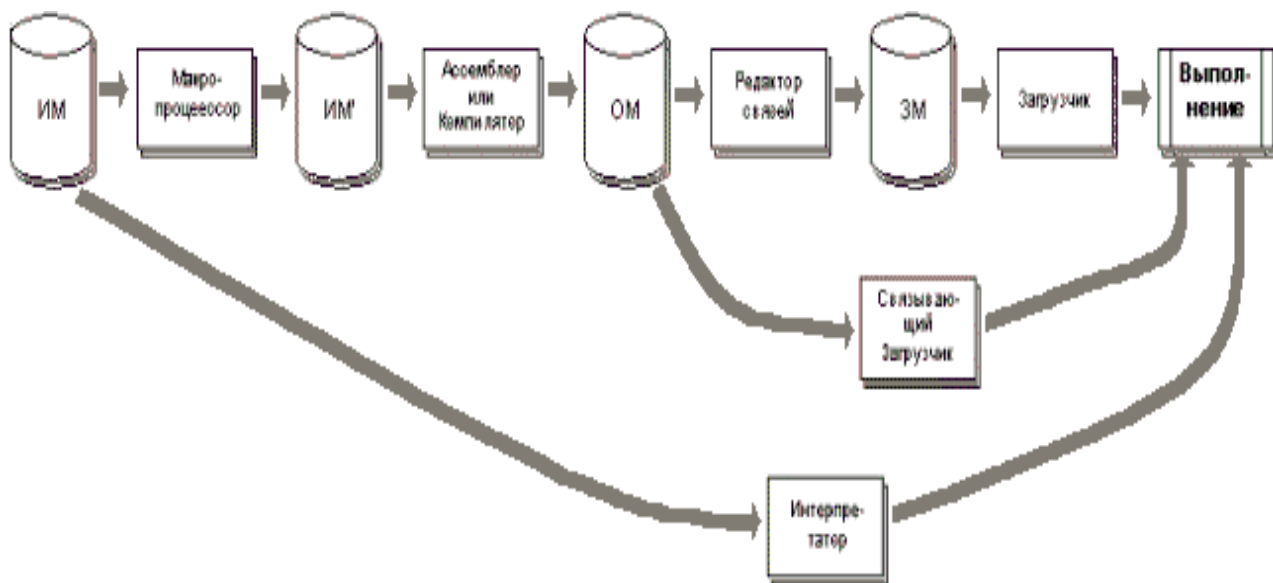 ИМ
Макро-
процессор
ИМ'
Ассемблер
или
Компилятор
ОМ
Редактор
связей
ЗМ
Загрузчик
Выпол-
нение
Связываю-
щий
Загрузчик
Интерпре-
татор